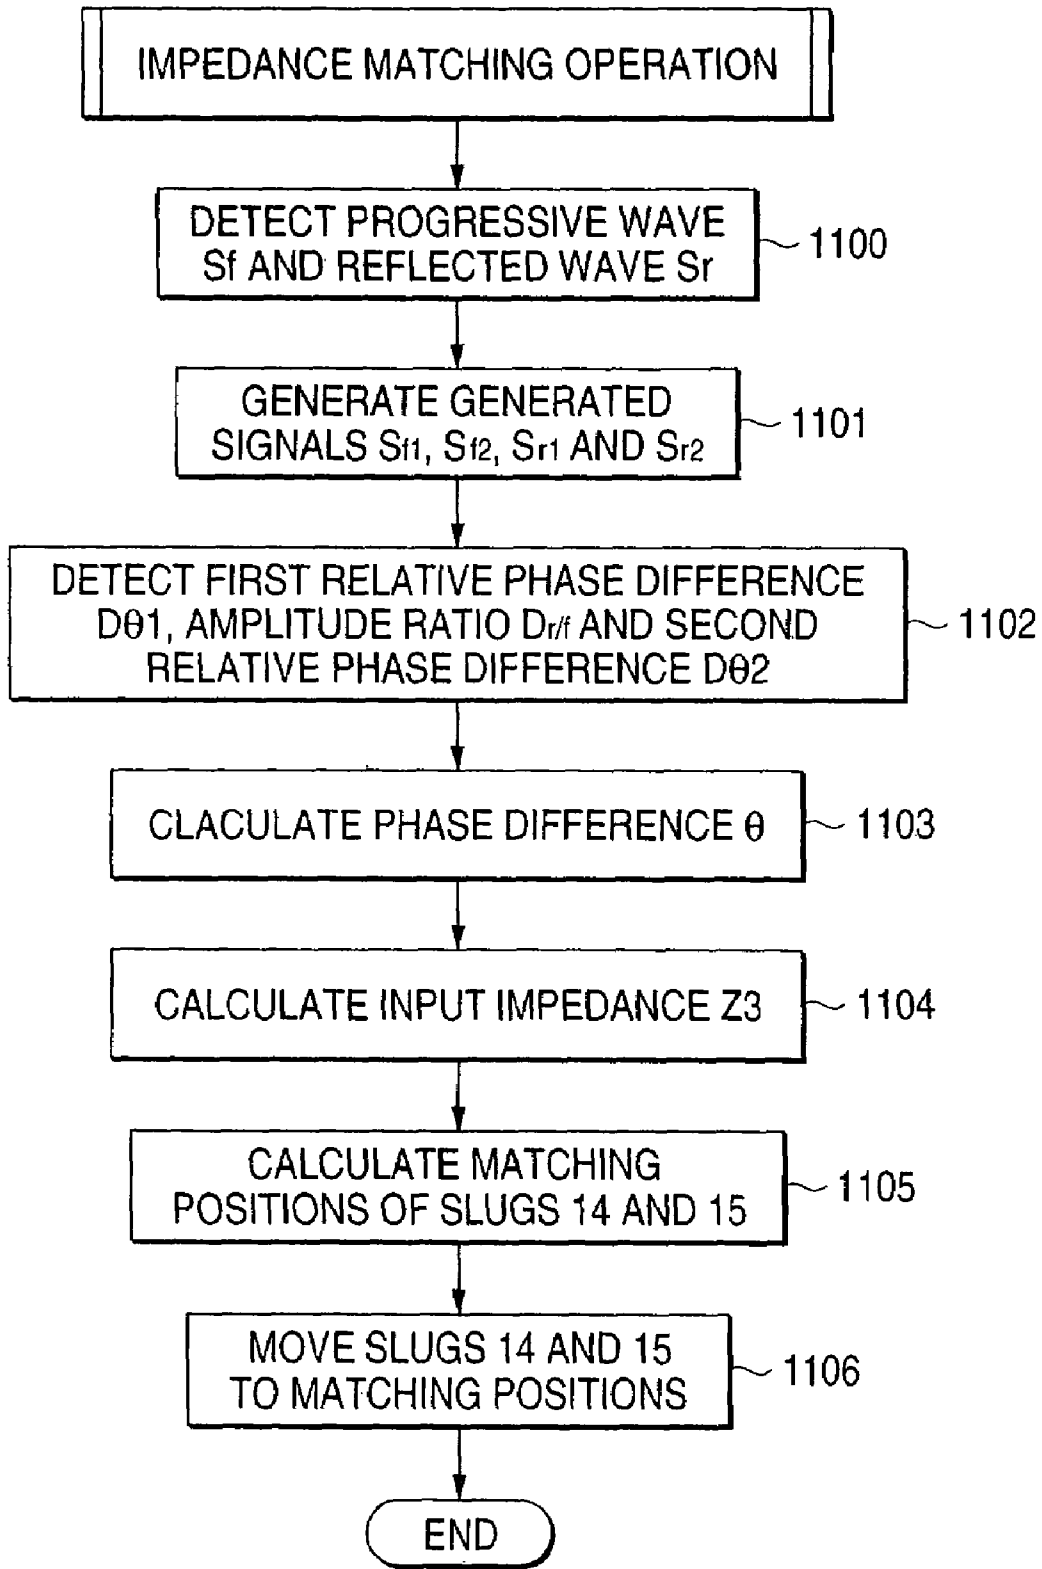 IMPEDANCE MATCHING OPERATION
DETECT PROGRESSIVE WAVE
Sf AND REFLECTED WAVE Sr
1100
GENERATE GENERATED
SIGNALS Sf1, Sf2, Sr1 AND Sr2
1101
DETECT FIRST RELATIVE PHASE DIFFERENCE
Dθ1, AMPLITUDE RATIO Dr/f AND SECOND
RELATIVE PHASE DIFFERENCE Dθ2
1102
CLACULATE PHASE DIFFERENCE θ
1103
CALCULATE INPUT IMPEDANCE Z3
1104
CALCULATE MATCHING
POSITIONS OF SLUGS 14 AND 15
1105
MOVE SLUGS 14 AND 15
TO MATCHING POSITIONS
1106
END